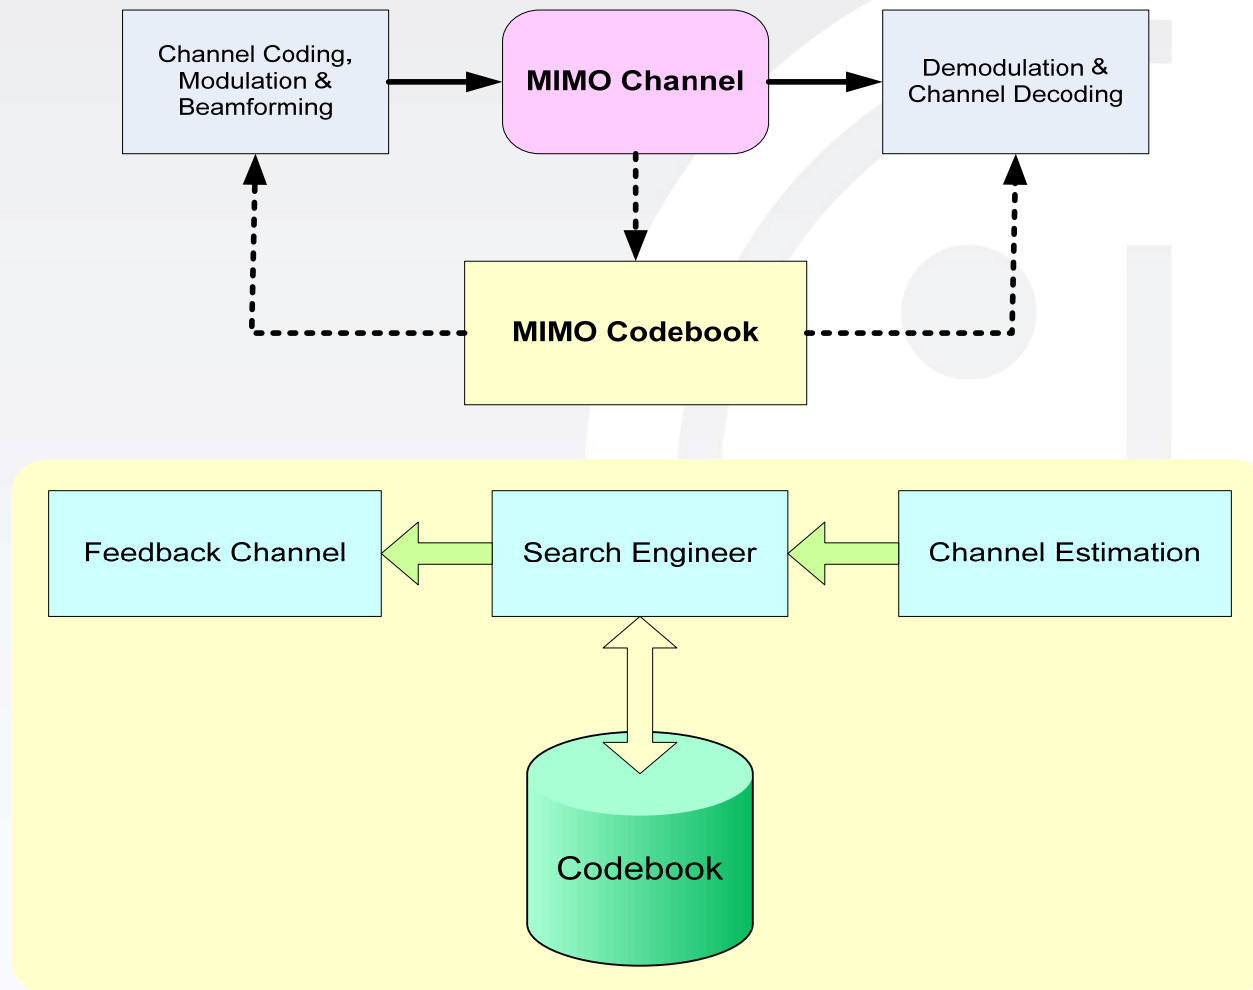 Channel Coding,
Modulation &
Beamforming
MIMO Channel
Demodulation &
Channel Decoding
MIMO Codebook
Feedback Channel
Search Engineer
Channel Estimation
Codebook